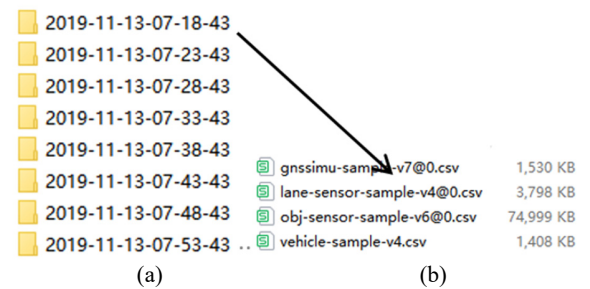 2019-11-13-07-18-43
2019-11-13-07-23-43
2019-11-13-07-28-43
2019-11-13-07-33-43
2019-11-13-07-38-43
2019-11-13-07-43-43
2019-11-13-07-48-43
2019-11-13-07-53-43 ..
gnssimu-sample-v7@0.csv 1,530 KB
lane-sensor-sample-v4@0.csv 3,798 KB
obj-sensor-sample-v6@0.csv 74,999 KB
vehicle-sample-v4.csv 1,408 KB
(a) (b)